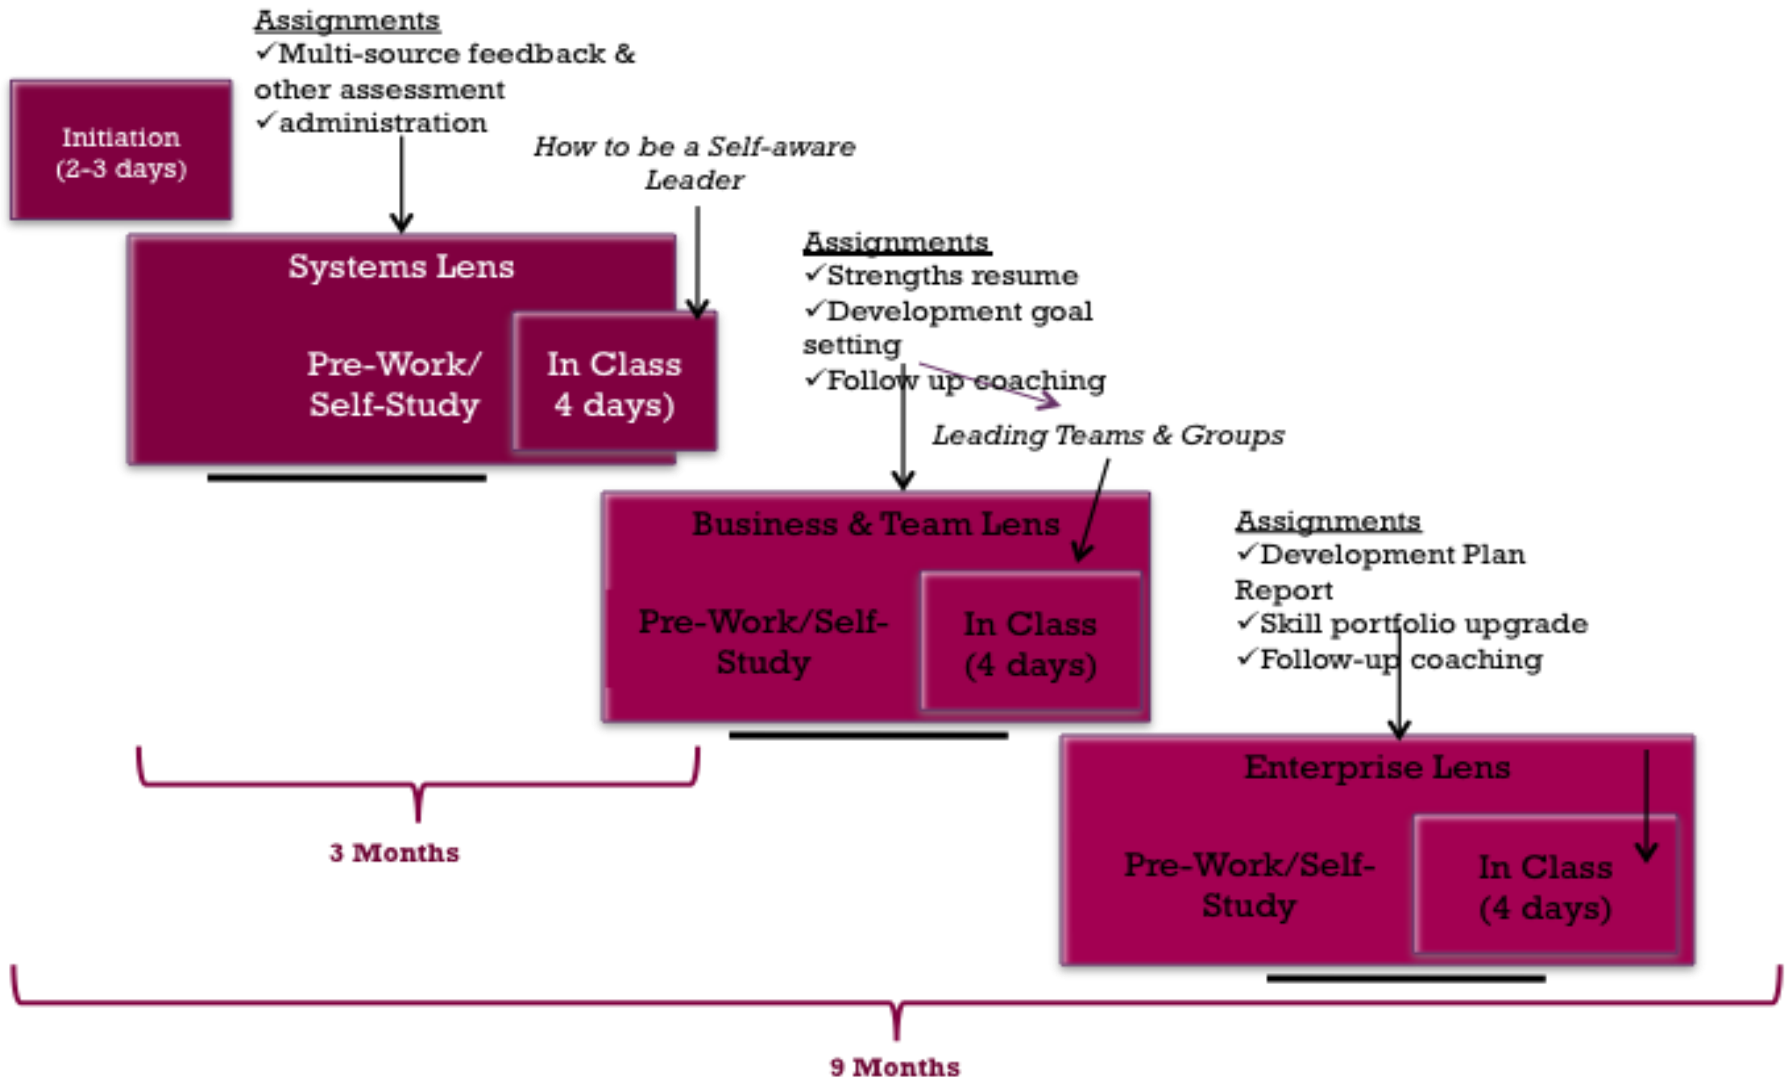 Assignments
✓Multi-source feedback &
other assessment
✓administration
Initiation
(2-3 days)
How to be a Self-aware
Leader
Systems Lens
Pre-Work/
Self-Study
In Class
4 days)
Assignments
✓Strengths resume
✓Development goal
setting
✓Follow up coaching
Leading Teams & Groups
Business & Team Lens
Pre-Work/Self-
Study
In Class
(4 days)
Assignments
✓Development Plan
Report
✓Skill portfolio upgrade
✓Follow-up coaching
Enterprise Lens
Pre-Work/Self-
Study
In Class
(4 days)
3 Months
9 Months